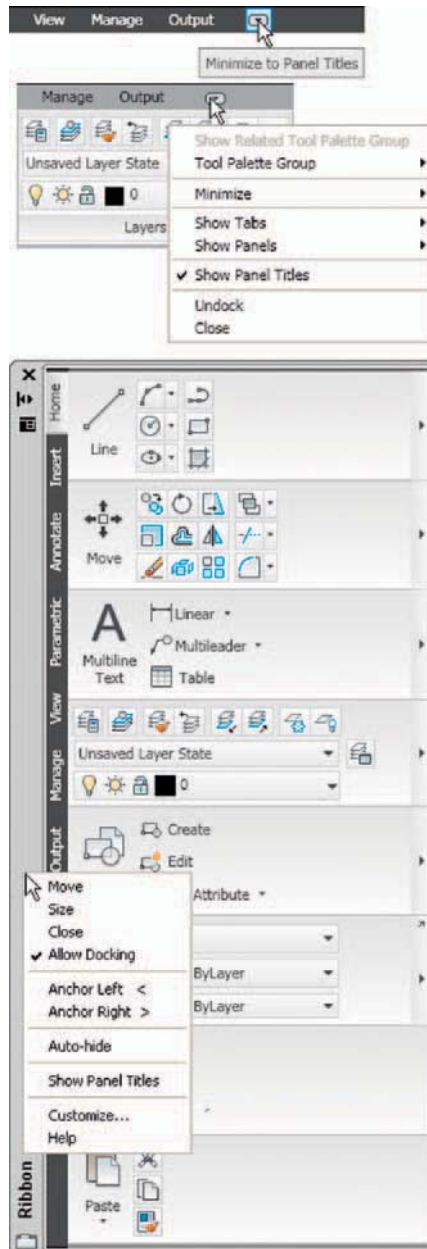 View Manage Output
Minimize to Panel Titles
Manage Output
Show Related Tool Palette Group
Tool Palette Group
Unsaved Layer State
Minimize
0
Show Tabs
Layers
Show Panels
Show Panel Titles
Undock
Close
Home
Line
Insert
Annotate
Move
Parametric
A
Linear
Multileader
Multiline
Text
Table
View
Manage
Unsaved Layer State
0
Output
Create
Edit
Attribute
Move
Size
Close
Allow Docking
ByLayer
Anchor Left <
Anchor Right >
ByLayer
Auto-hide
Show Panel Titles
Customize...
Help
Ribbon
Paste